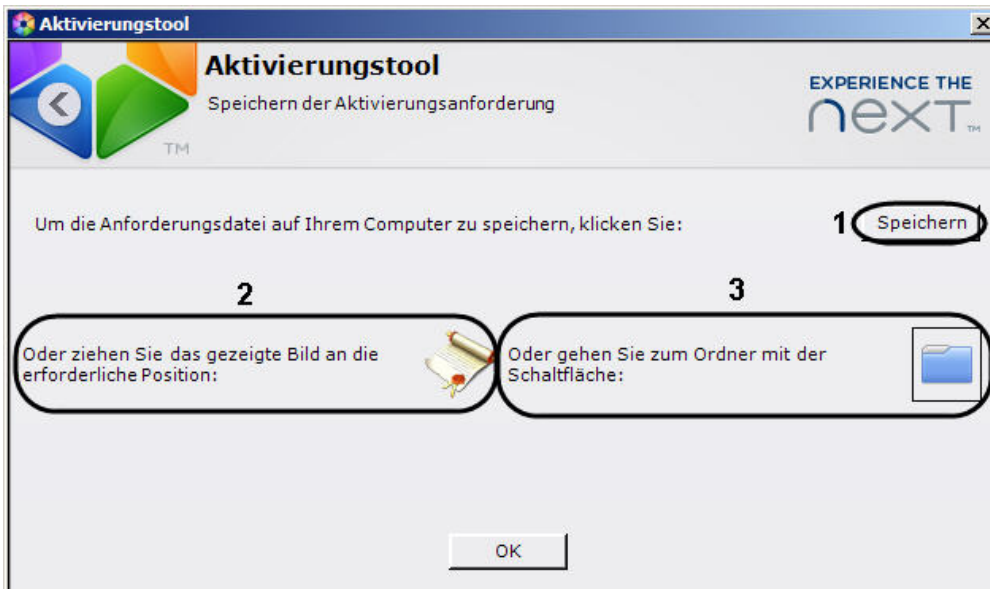 Aktivierungstool
Aktivierungstool
Speichern der Aktivierungsanforderung
EXPERIENCE THE
next™
TM
Um die Anforderungsdatei auf Ihrem Computer zu speichern, klicken Sie:
1
Speichern
2
3
Oder ziehen Sie das gezeigte Bild an die
erforderliche Position:
Oder gehen Sie zum Ordner mit der
Schaltfläche:
OK